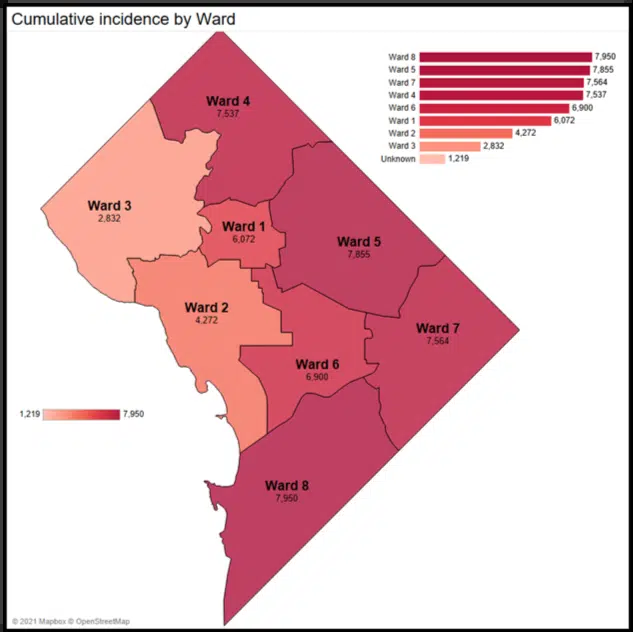 Cumulative incidence by Ward
Ward 8 7,950
Ward 5 7,855
Ward 7 7,564
Ward 4 7,537
Ward 6 6,900
Ward 1 6,072
Ward 2 4,272
Ward 3 2,832
Unknown 1,219
Ward 4
7,537
Ward 3
2,832
Ward 1
6,072
Ward 5
7,855
Ward 2
4,272
Ward 7
7,564
Ward 6
6,900
1,219 7,950
Ward 8
7,950
© 2021 Mapbox © OpenStreetMap